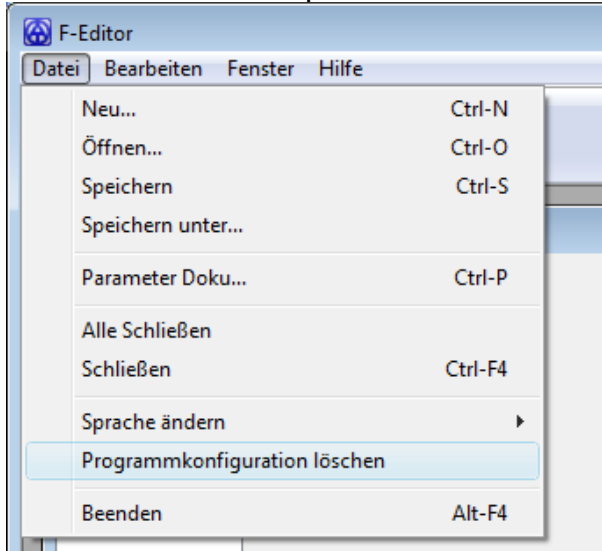 F-Editor
Datei Bearbeiten Fenster Hilfe
Neu... Ctrl-N
Öffnen... Ctrl-O
Speichern Ctrl-S
Speichern unter...
Parameter Doku... Ctrl-P
Alle Schließen
Schließen Ctrl-F4
Sprache ändern
Programmkonfiguration löschen
Beenden Alt-F4